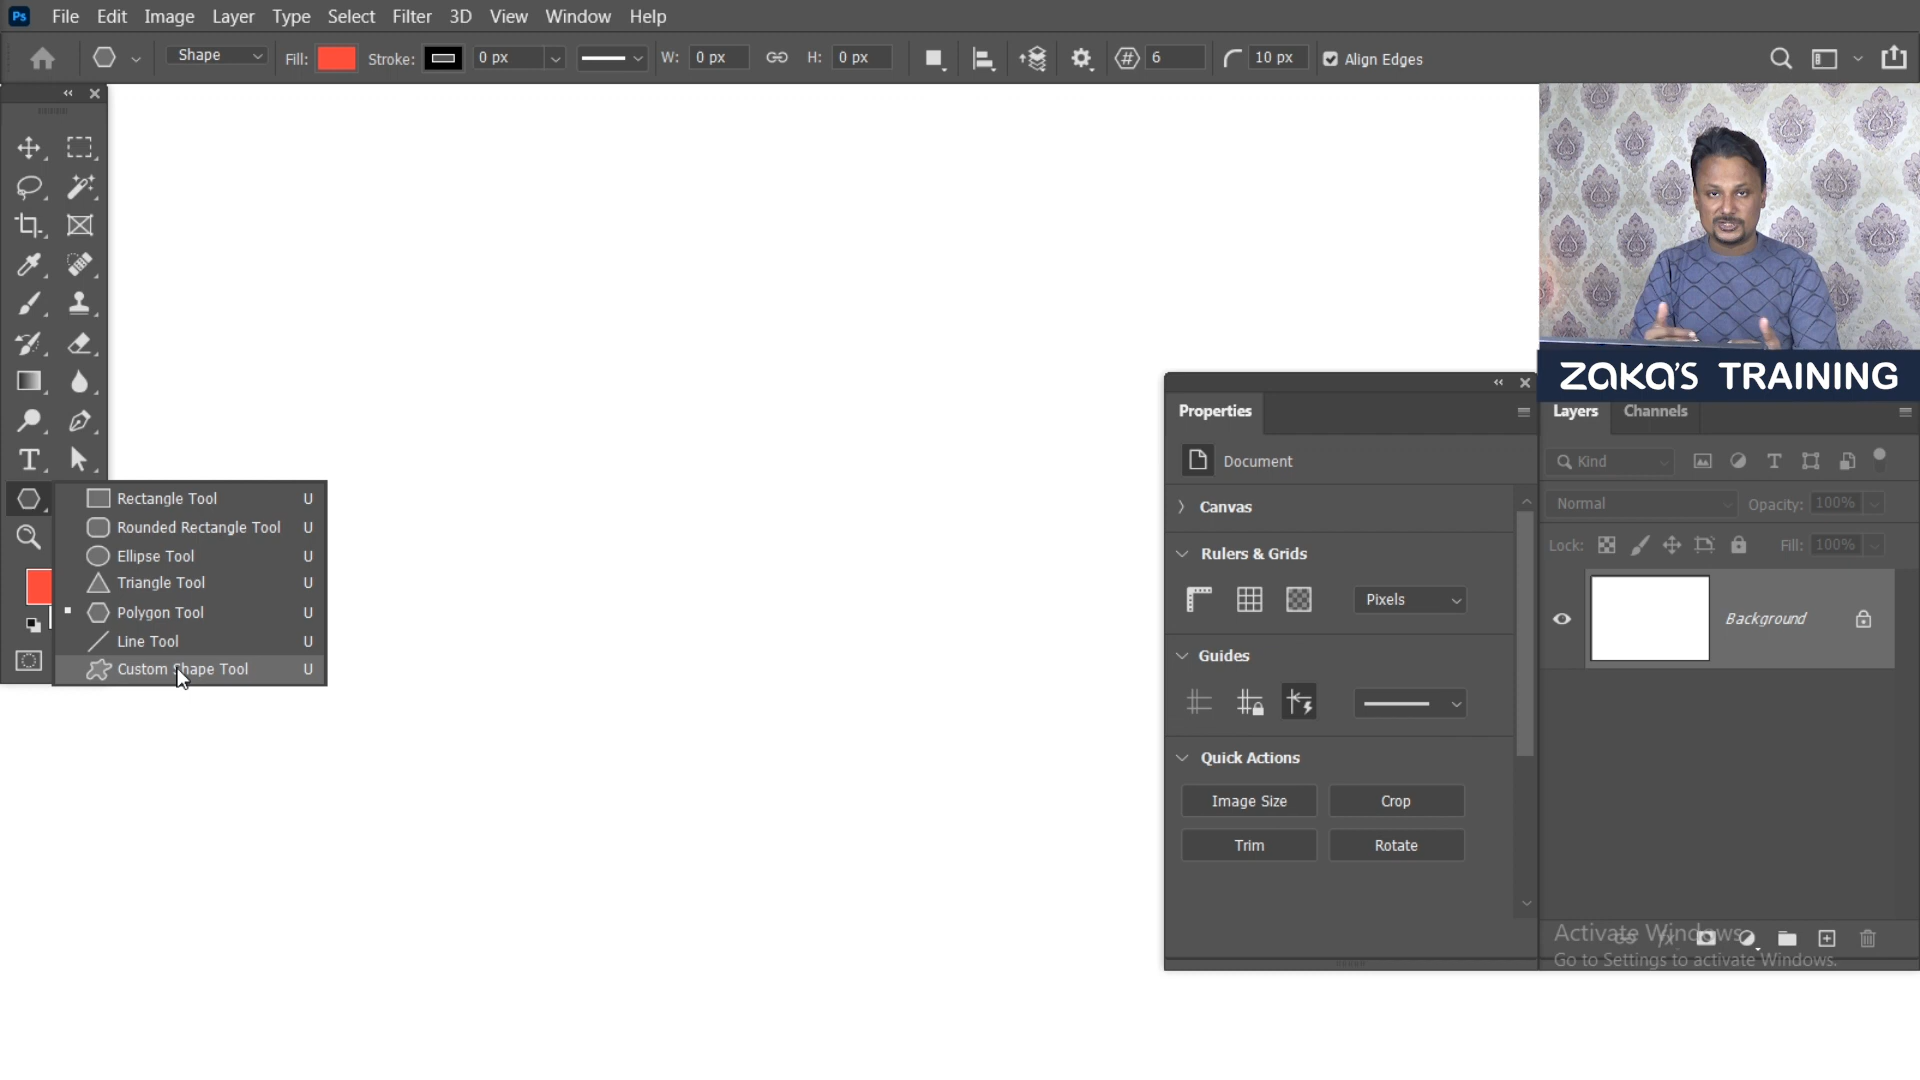 Ps File Edit Image Layer Type Select Filter 3D View Window Help
Shape Fill: Stroke: 0 px W: 0 px H: 0 px # 6 10 px Align Edges
ZAKA'S TRAINING
Properties
Layers Channels
Document
Kind
Canvas
Normal Opacity: 100%
Rulers & Grids
Lock: Fill: 100%
Pixels
Background
Guides
Quick Actions
Image Size Crop
Trim Rotate
T
Rectangle Tool U
Rounded Rectangle Tool U
Ellipse Tool U
Triangle Tool U
Polygon Tool U
Line Tool U
Custom Shape Tool U
Activate Windows
Go to Settings to activate Windows.